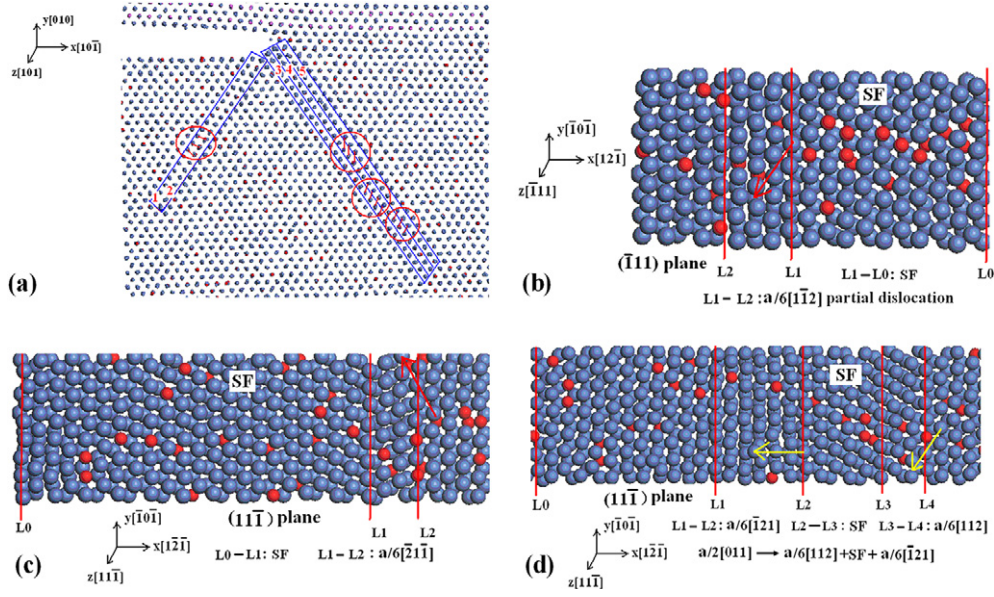 y[010]
x[101̄]
z[101]
1 2
3 4 5
(a)
SF
y[1̄01̄]
x[121̄]
z[1̄11]
(1̄11) plane
L2
L1
L0
L1-L0: SF
L1-L2: a/6[11̄2] partial dislocation
(b)
SF
L0
(111̄) plane
L1
L2
y[1̄01̄]
x[12̄1̄]
z[111̄]
L0-L1: SF
L1-L2: a/6[2̄11̄]
(c)
SF
L0
(111̄) plane
L1
L2
L3
L4
L1-L2: a/6[1̄21]
L2-L3: SF
L3-L4: a/6[112]
y[1̄01̄]
x[12̄1̄]
z[111̄]
a/2[011] → a/6[112]+SF+a/6[1̄21]
(d)